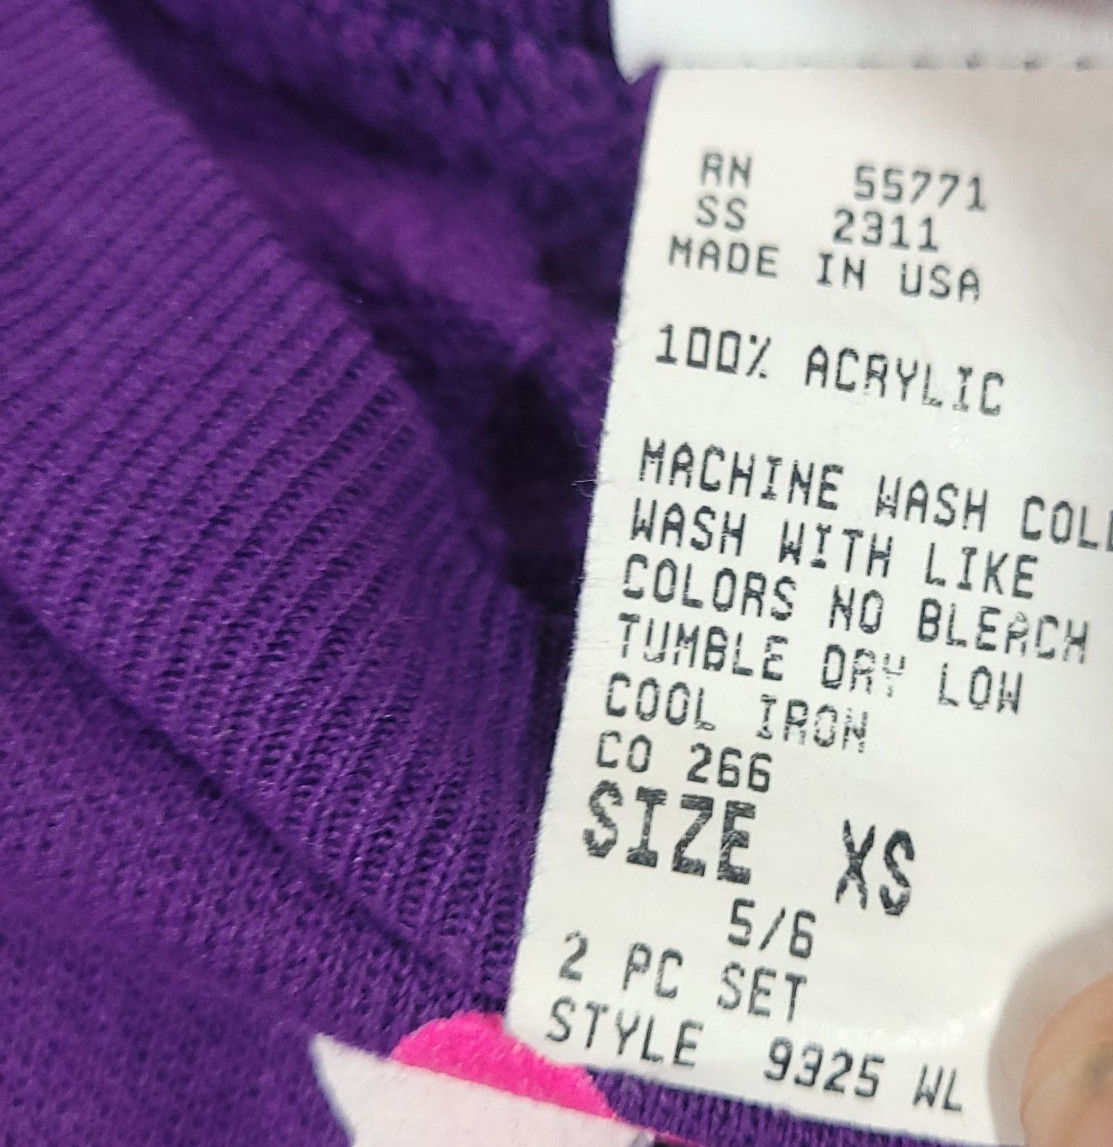 RN 55771
SS 2311
MADE IN USA
100% ACRYLIC
MACHINE WASH COLD
WASH WITH LIKE
COLORS NO BLEACH
TUMBLE DRY LOW
COOL IRON
CO 266
SIZE XS
5/6
2 PC SET
STYLE 9325 WL